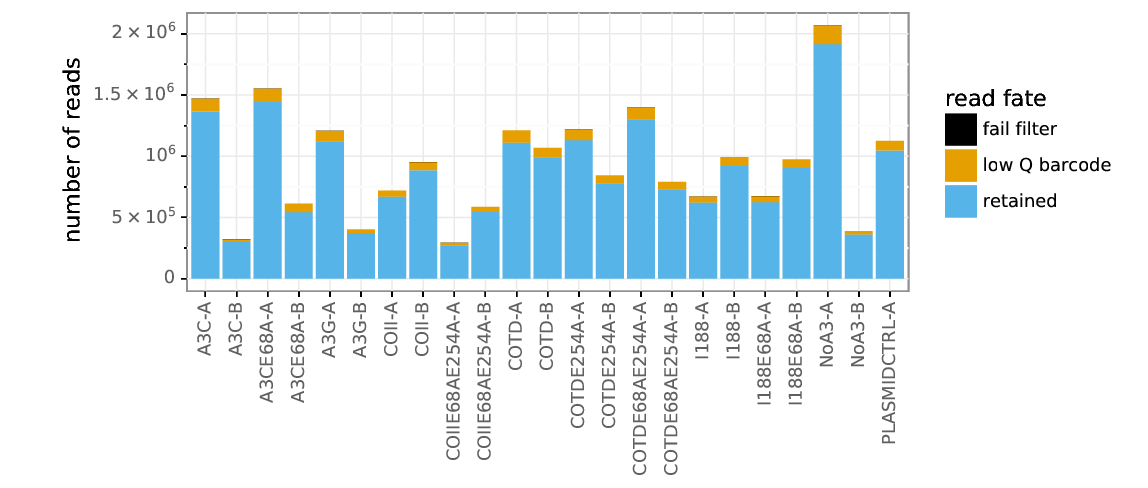 2 × 10⁶
1.5 × 10⁶
10⁶
5 × 10⁵
0
number of reads
A3C-A
A3C-B
A3CE68A-A
A3CE68A-B
A3G-A
A3G-B
COII-A
COII-B
COIIE68AE254A-A
COIIE68AE254A-B
COTD-A
COTD-B
COTDE254A-A
COTDE254A-B
COTDE68AE254A-A
COTDE68AE254A-B
I188-A
I188-B
I188E68A-A
I188E68A-B
NoA3-A
NoA3-B
PLASMIDCTRL-A
read fate
fail filter
low Q barcode
retained